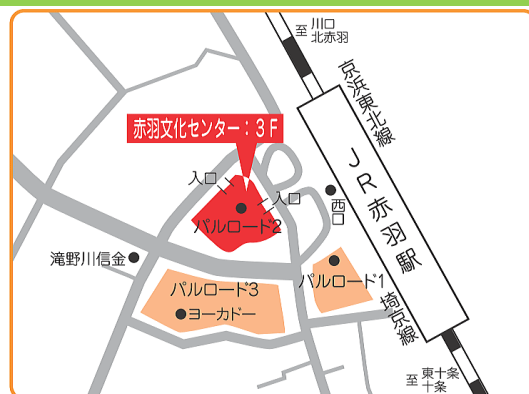 至 川口
北赤羽
京浜東北線
赤羽文化センター：3F
JR赤羽駅
入口
入口
西口
パルロード2
滝野川信金
パルロード1
パルロード3
ヨーカドー
埼京線
至 東十条
十条